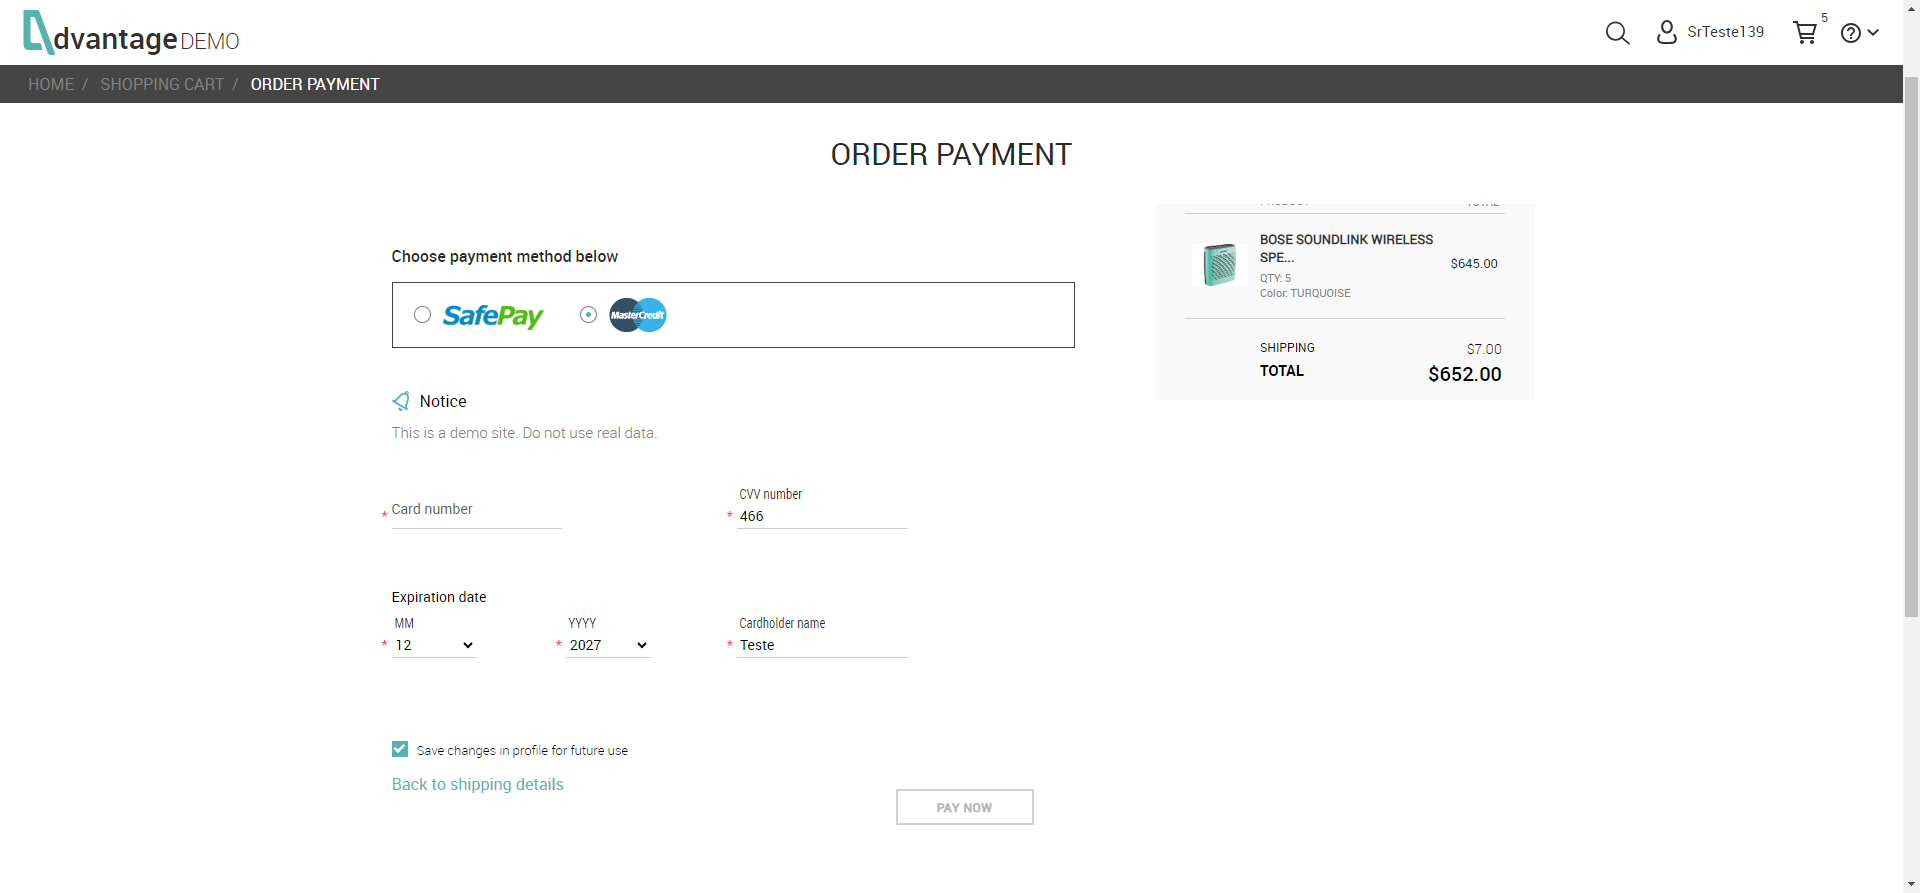 dvantage DEMO
SrTeste139
5
HOME / SHOPPING CART / ORDER PAYMENT
ORDER PAYMENT
Choose payment method below
SafePay
MasterCredit
Notice
This is a demo site. Do not use real data.
* Card number
CVV number
* 466
Expiration date
MM
* 12
YYYY
* 2027
Cardholder name
* Teste
Save changes in profile for future use
Back to shipping details
PAY NOW
BOSE SOUNDLINK WIRELESS
SPE...
$645.00
QTY: 5
Color: TURQUOISE
SHIPPING $7.00
TOTAL $652.00